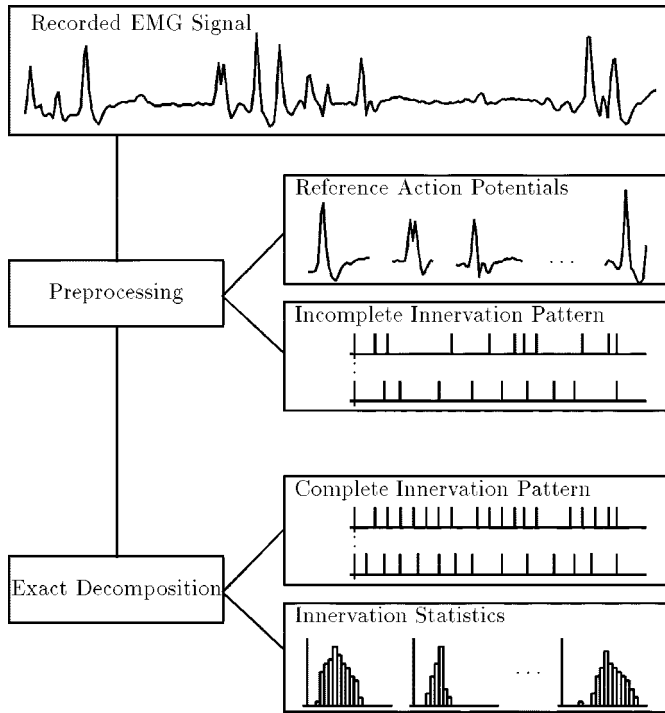 Recorded EMG Signal
Reference Action Potentials
. . .
Preprocessing
Incomplete Innervation Pattern
Complete Innervation Pattern
Exact Decomposition
Innervation Statistics
. . .